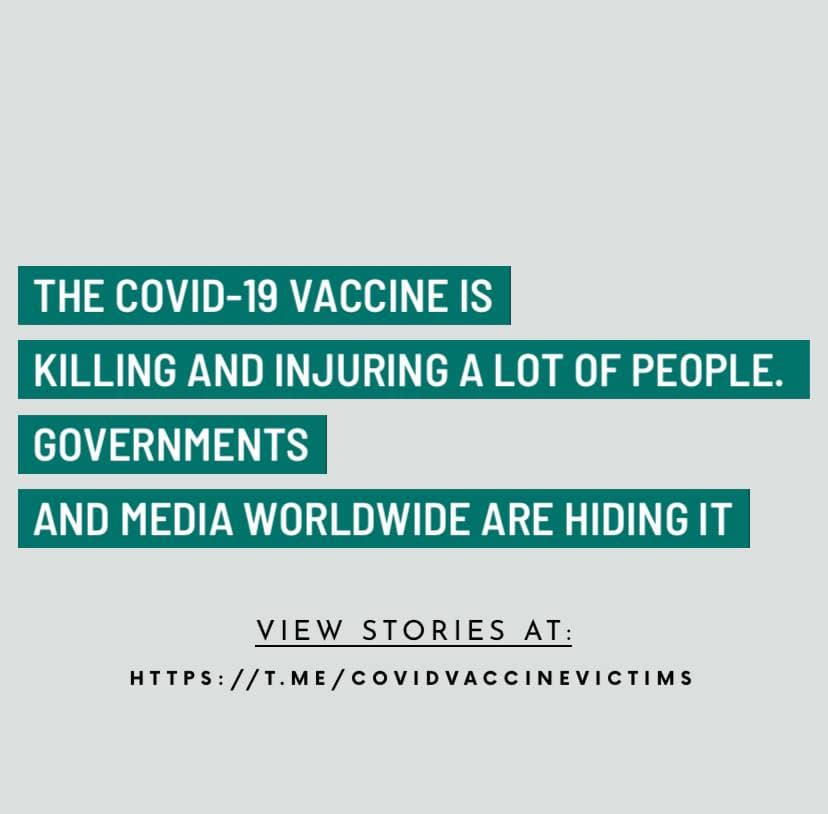 THE COVID-19 VACCINE IS
KILLING AND INJURING A LOT OF PEOPLE.
GOVERNMENTS
AND MEDIA WORLDWIDE ARE HIDING IT
VIEW STORIES AT:
HTTPS://T.ME/COVIDVACCINEVICTIMS